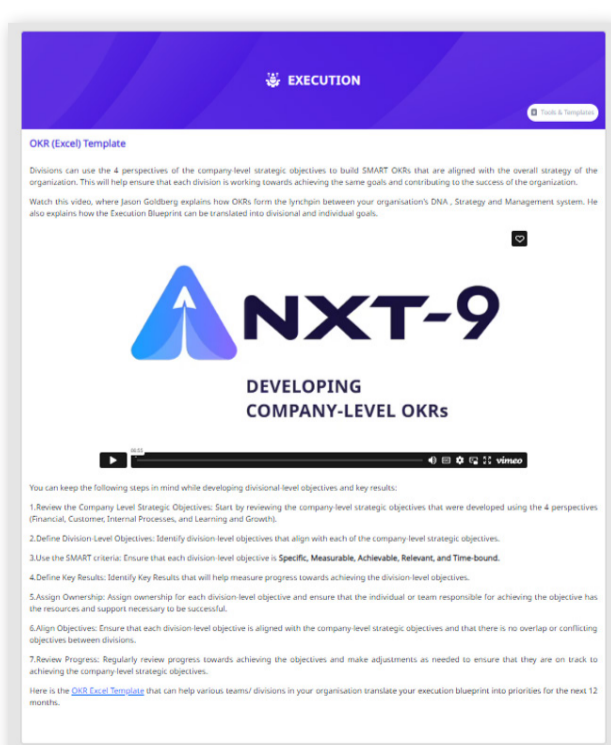 EXECUTION
Tools & Templates
OKR (Excel) Template
Divisions can use the 4 perspectives of the company-level strategic objectives to build SMART OKRs that are aligned with the overall strategy of the
organization. This will help ensure that each division is working towards achieving the same goals and contributing to the success of the organization.
Watch this video, where Jason Goldberg explains how OKRs form the lynchpin between your organisation's DNA , Strategy and Management system. He
also explains how the Execution Blueprint can be translated into divisional and individual goals.
NXT-9
DEVELOPING
COMPANY-LEVEL OKRs
vimeo
You can keep the following steps in mind while developing divisional-level objectives and key results:
1.Review the Company Level Strategic Objectives: Start by reviewing the company-level strategic objectives that were developed using the 4 perspectives
(Financial, Customer, Internal Processes, and Learning and Growth).
2.Define Division-Level Objectives: Identify division-level objectives that align with each of the company-level strategic objectives.
3.Use the SMART criteria: Ensure that each division-level objective is Specific, Measurable, Achievable, Relevant, and Time-bound.
4.Define Key Results: Identify Key Results that will help measure progress towards achieving the division-level objectives.
5.Assign Ownership: Assign ownership for each division-level objective and ensure that the individual or team responsible for achieving the objective has
the resources and support necessary to be successful.
6.Align Objectives: Ensure that each division-level objective is aligned with the company-level strategic objectives and that there is no overlap or conflicting
objectives between divisions.
7.Review Progress: Regularly review progress towards achieving the objectives and make adjustments as needed to ensure that they are on track to
achieving the company-level strategic objectives.
Here is the OKR Excel Template that can help various teams/ divisions in your organisation translate your execution blueprint into priorities for the next 12
months.